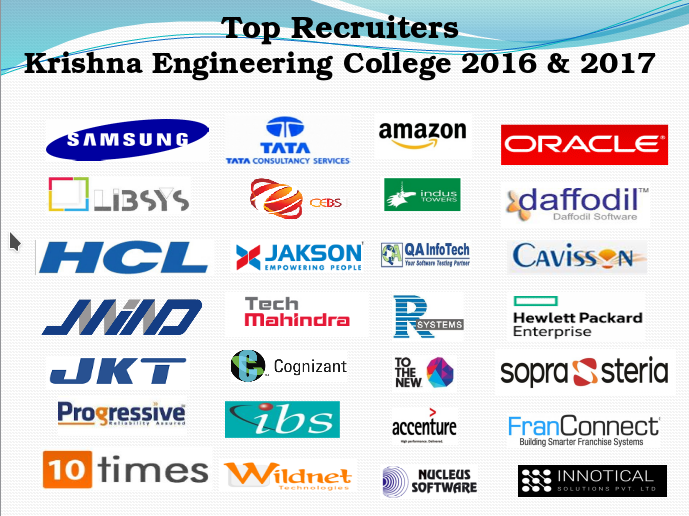 Top Recruiters
Krishna Engineering College 2016 & 2017
SAMSUNG
TATA
TATA CONSULTANCY SERVICES
amazon
ORACLE®
LiBSYS
CEBS
indus
TOWERS
daffodil™
Daffodil Software
HCL
JAKSON
EMPOWERING PEOPLE
QA InfoTech
Your Software Testing Partner
CAVISSON
MIND
Tech
Mahindra
R
SYSTEMS
Hewlett Packard
Enterprise
JKT
Cognizant
TO
THE
NEW
sopra steria
Progressive
Reliability Assured
ibs
accenture
High performance. Delivered.
FranConnect
Building Smarter Franchise Systems
10 times
Wildnet
Technologies
NUCLEUS
SOFTWARE
INNOTICAL
SOLUTIONS PVT. LTD